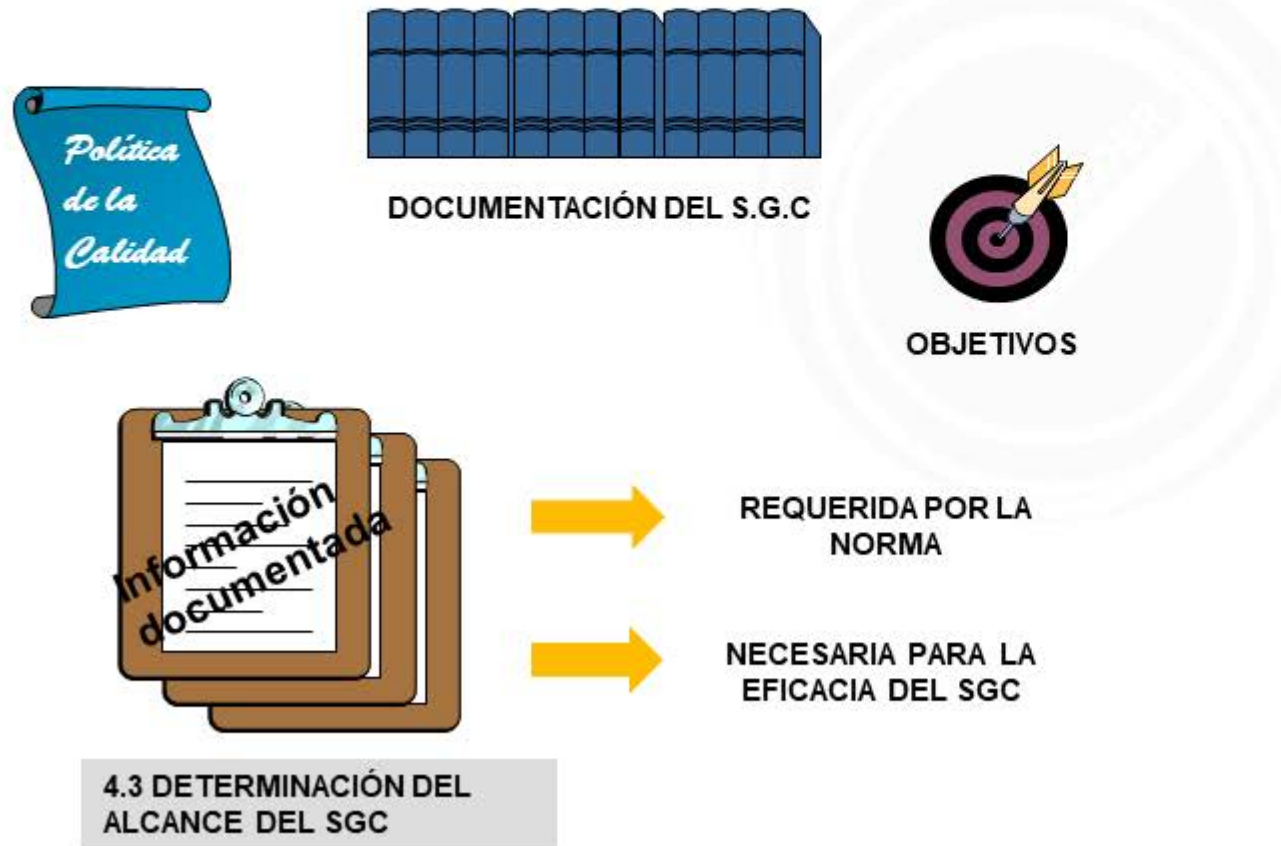 Política
de la
Calidad
DOCUMENTACIÓN DEL S.G.C
OBJETIVOS
Información
documentada
REQUERIDA POR LA
NORMA
NECESARIA PARA LA
EFICACIA DEL SGC
4.3 DETERMINACIÓN DEL
ALCANCE DEL SGC